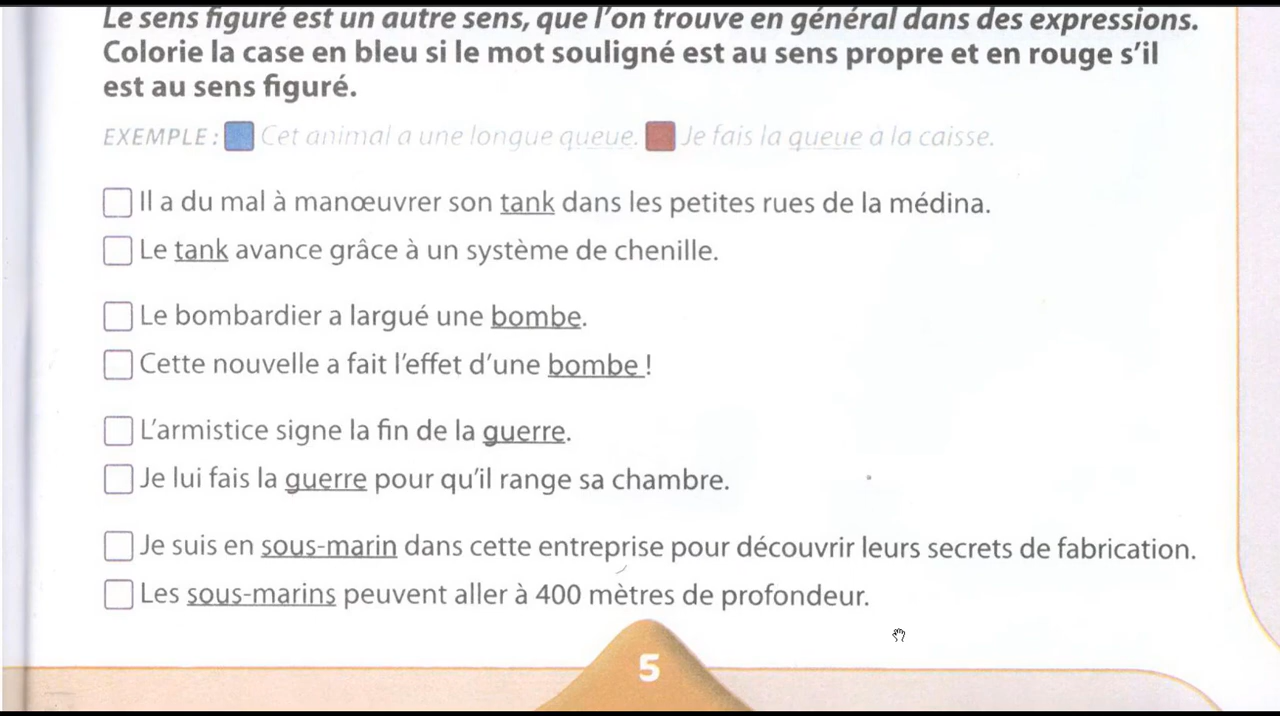 Le sens figuré est un autre sens, que l'on trouve en général dans des expressions.
Colorie la case en bleu si le mot souligné est au sens propre et en rouge s'il
est au sens figuré.
EXEMPLE : Cet animal a une longue queue. Je fais la queue à la caisse.
Il a du mal à manœuvrer son tank dans les petites rues de la médina.
Le tank avance grâce à un système de chenille.
Le bombardier a largué une bombe.
Cette nouvelle a fait l'effet d'une bombe !
L'armistice signe la fin de la guerre.
Je lui fais la guerre pour qu'il range sa chambre.
Je suis en sous-marin dans cette entreprise pour découvrir leurs secrets de fabrication.
Les sous-marins peuvent aller à 400 mètres de profondeur.
5